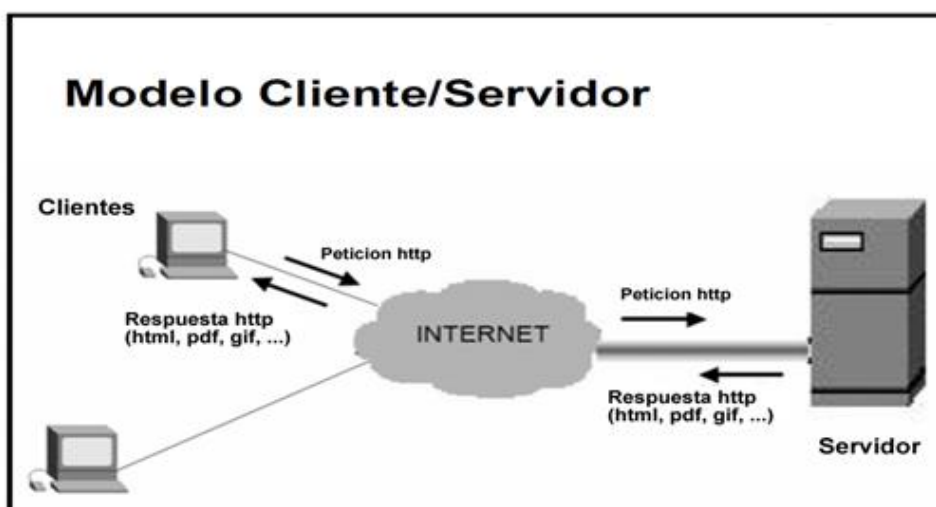 Modelo Cliente/Servidor
Clientes
Peticion http
Respuesta http
(html, pdf, gif, ...)
INTERNET
Peticion http
Respuesta http
(html, pdf, gif, ...)
Servidor